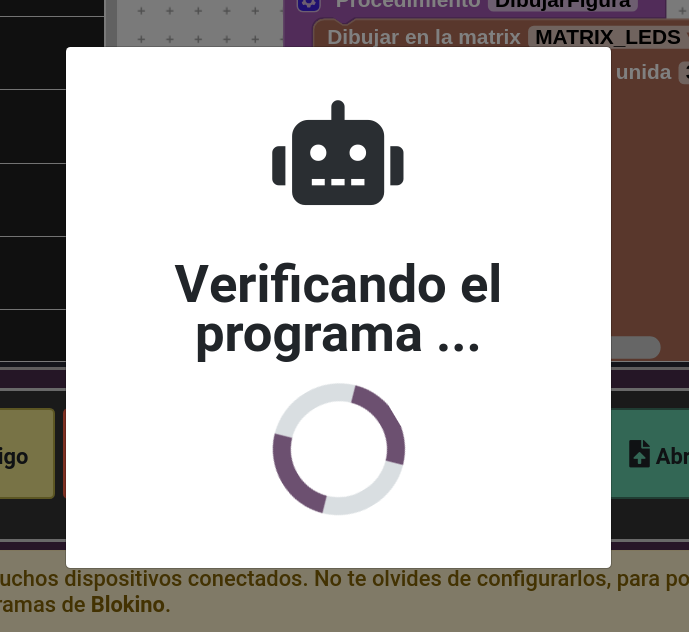 Procedimiento DibujarFigura
Dibujar en la matrix MATRIX_LEDS
unida
Verificando el
programa ...
igo
Abr
uchos dispositivos conectados. No te olvides de configurarlos, para po
ramas de Blokino.